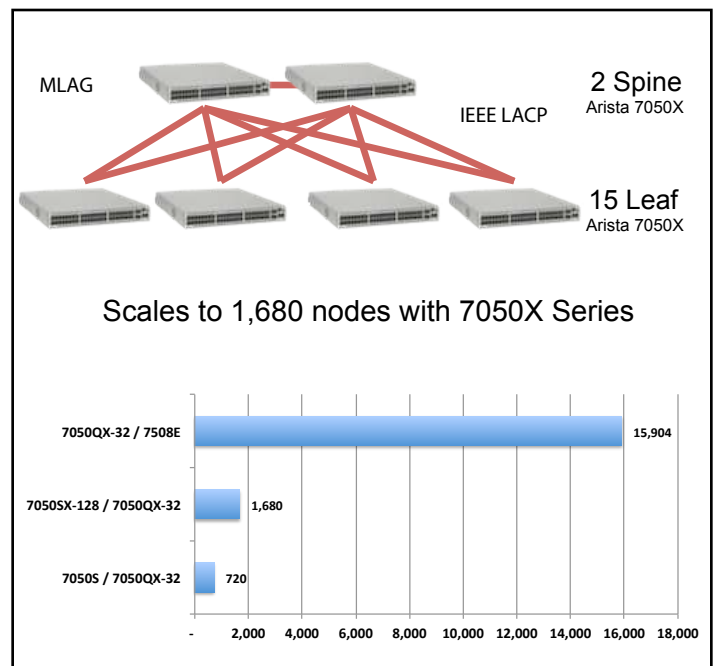 MLAG
2 Spine
Arista 7050X
IEEE LACP
15 Leaf
Arista 7050X
Scales to 1,680 nodes with 7050X Series
7050QX-32 / 7508E
15,904
7050SX-128 / 7050QX-32
1,680
7050S / 7050QX-32
720
- 2,000 4,000 6,000 8,000 10,000 12,000 14,000 16,000 18,000